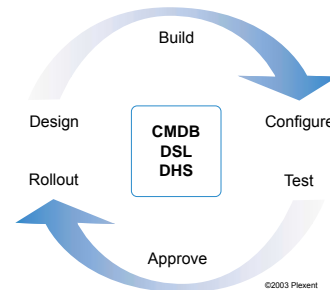 Build
Design
CMDB
DSL
DHS
Configure
Rollout
Test
Approve
©2003 Plexent